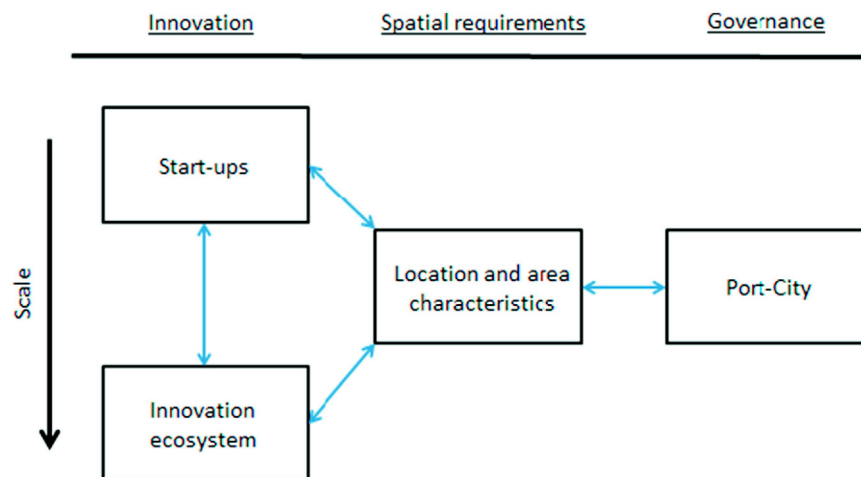 Innovation
Spatial requirements
Governance
Scale
Start-ups
Location and area
characteristics
Port-City
Innovation
ecosystem